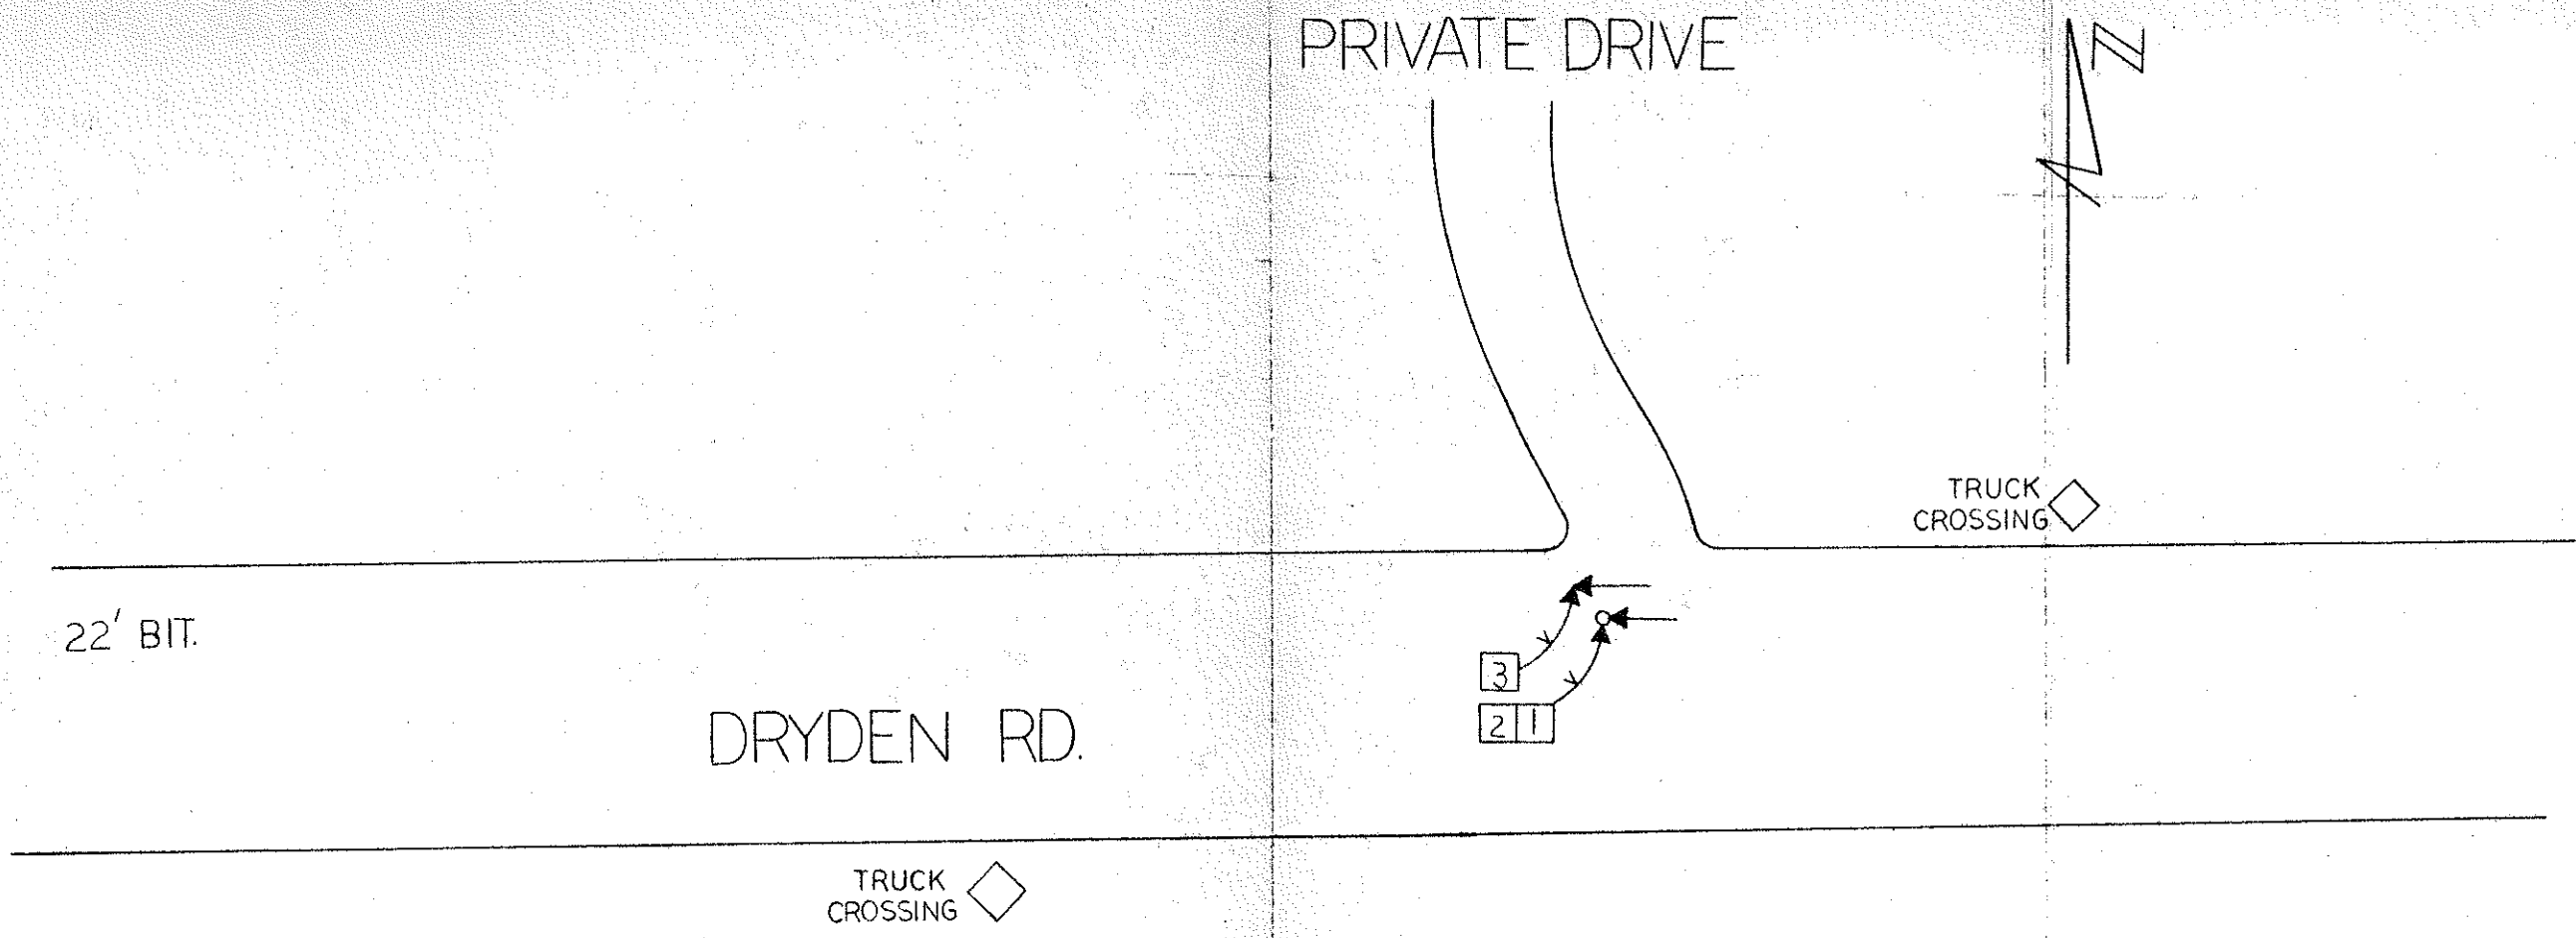 PRIVATE DRIVE
N
TRUCK
CROSSING
22' BIT.
3
2 1
DRYDEN RD.
TRUCK
CROSSING